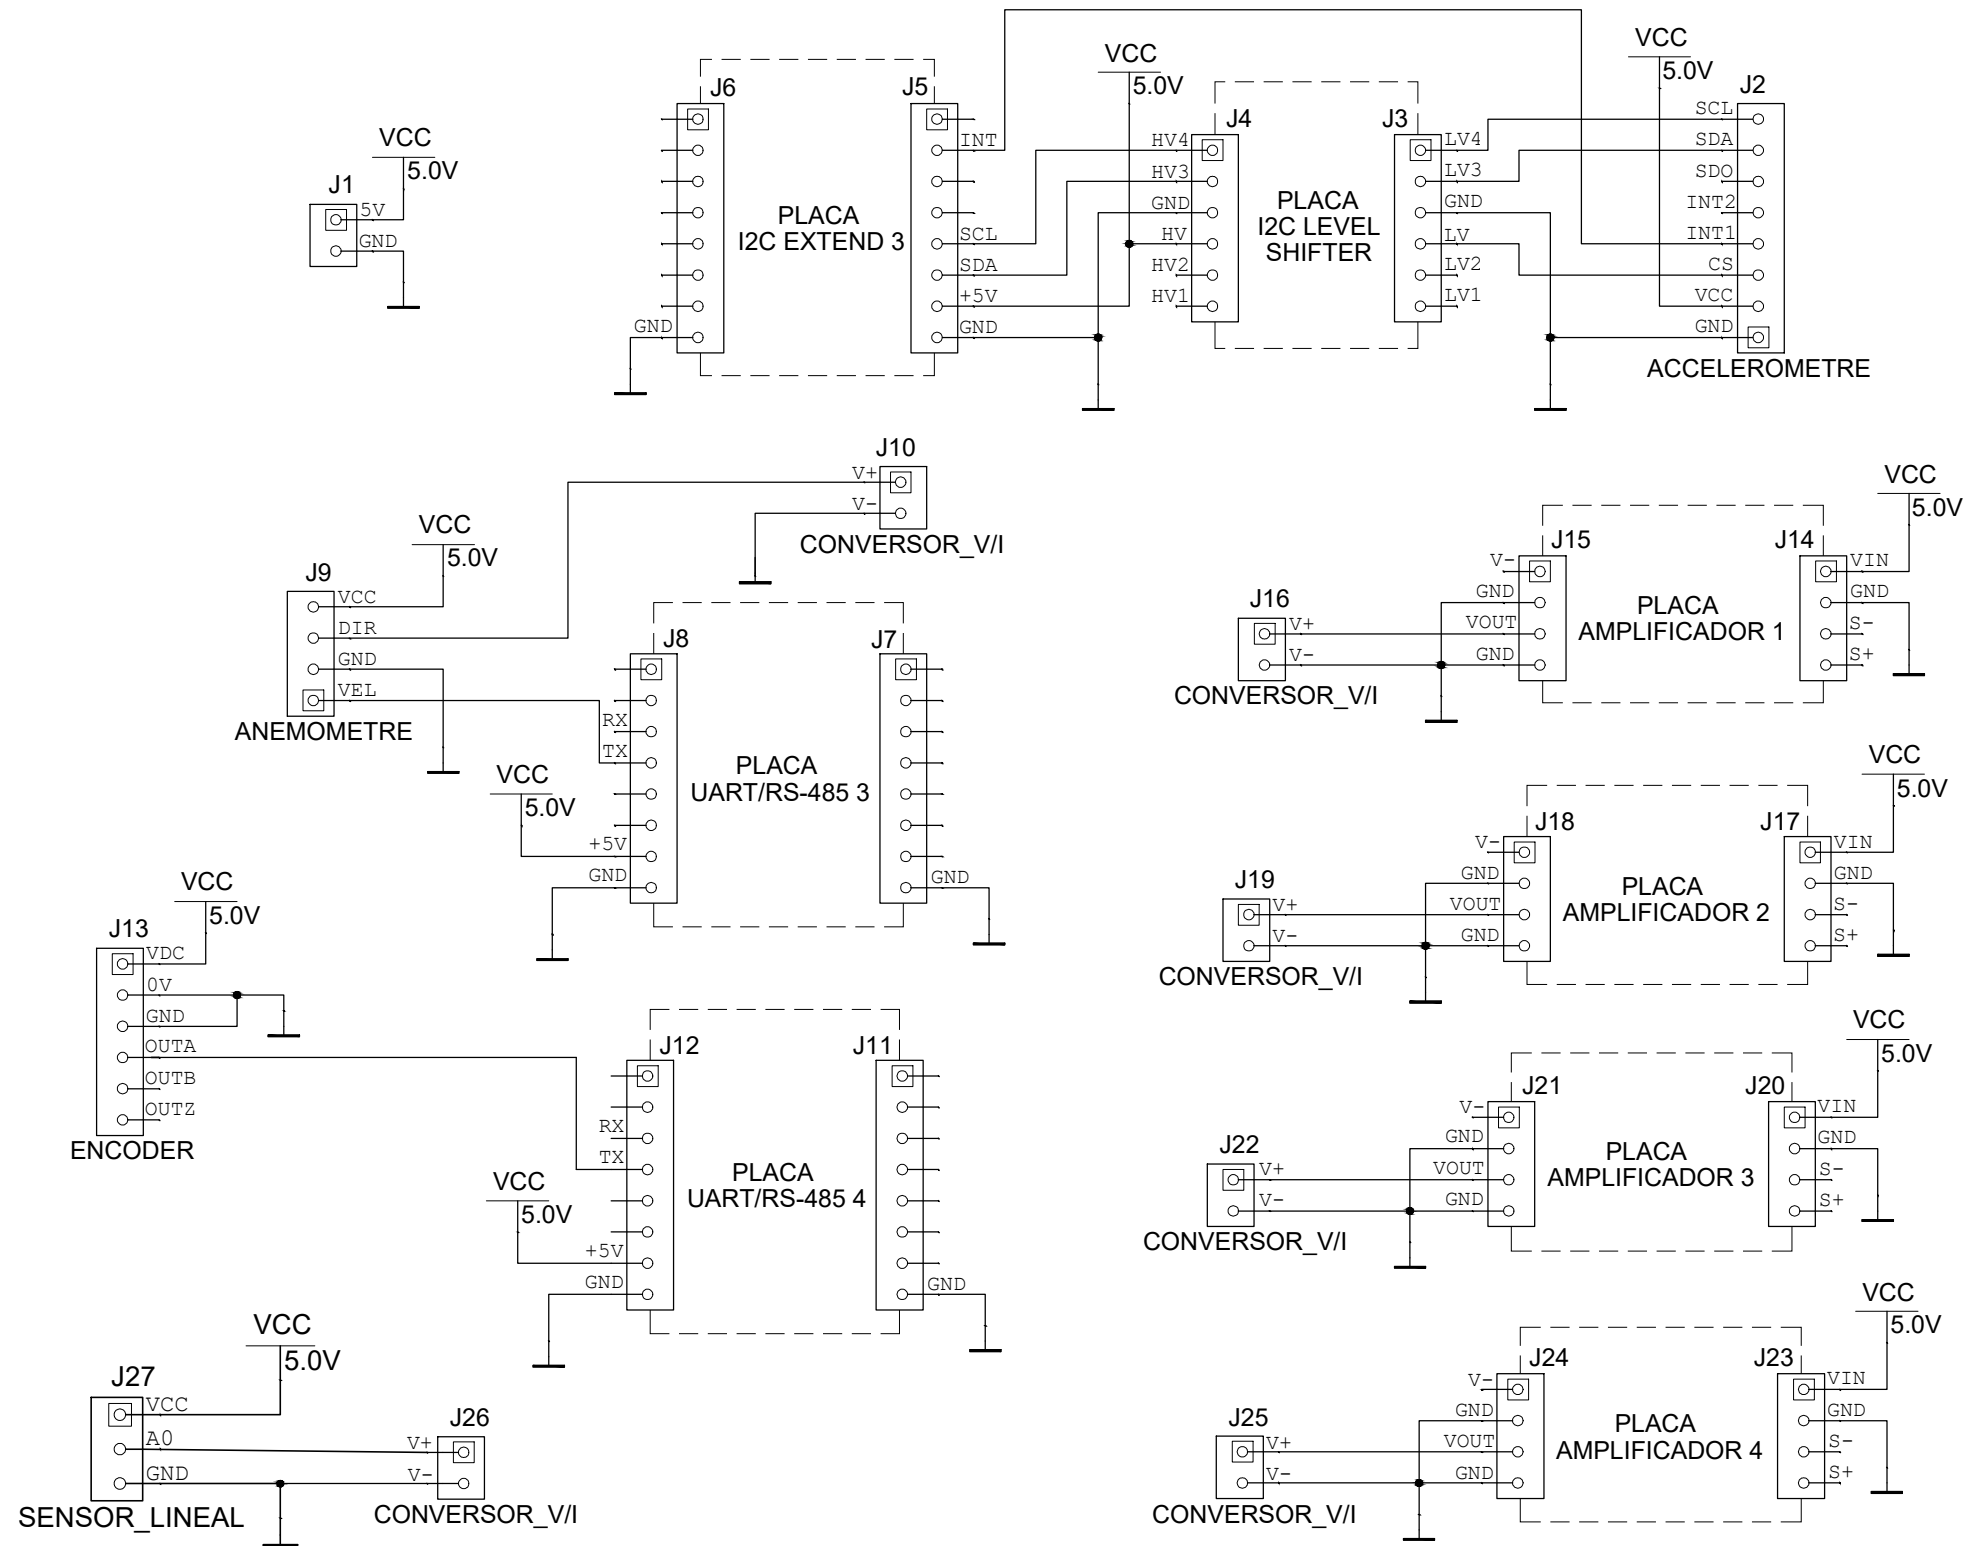 VCC
5.0V
J1
5V
GND
J6
GND
PLACA
I2C EXTEND 3
J5
INT
SCL
SDA
+5V
GND
VCC
5.0V
J4
HV4
HV3
GND
HV
HV2
HV1
PLACA
I2C LEVEL
SHIFTER
J3
LV4
LV3
GND
LV
LV2
LV1
VCC
5.0V
J2
SCL
SDA
SDO
INT2
INT1
CS
VCC
GND
ACCELEROMETRE
J10
V+
V-
CONVERSOR_V/I
VCC
5.0V
J9
VCC
DIR
GND
VEL
ANEMOMETRE
J8
RX
TX
VCC
5.0V
+5V
GND
PLACA
UART/RS-485 3
J7
GND
VCC
5.0V
J13
VDC
0V
GND
OUTA
OUTB
OUTZ
ENCODER
J12
RX
TX
VCC
5.0V
+5V
GND
PLACA
UART/RS-485 4
J11
GND
VCC
5.0V
J27
VCC
A0
GND
SENSOR_LINEAL
J26
V+
V-
CONVERSOR_V/I
J16
V+
V-
CONVERSOR_V/I
J15
V-
GND
VOUT
GND
PLACA
AMPLIFICADOR 1
J14
VIN
GND
S-
S+
VCC
5.0V
J19
V+
V-
CONVERSOR_V/I
J18
V-
GND
VOUT
GND
PLACA
AMPLIFICADOR 2
J17
VIN
GND
S-
S+
VCC
5.0V
J22
V+
V-
CONVERSOR_V/I
J21
V-
GND
VOUT
GND
PLACA
AMPLIFICADOR 3
J20
VIN
GND
S-
S+
VCC
5.0V
J25
V+
V-
CONVERSOR_V/I
J24
V-
GND
VOUT
GND
PLACA
AMPLIFICADOR 4
J23
VIN
GND
S-
S+
VCC
5.0V